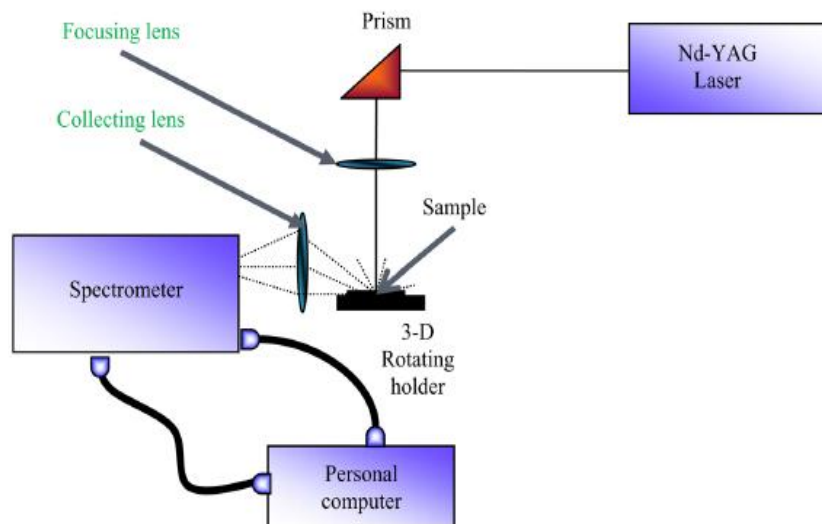 Focusing lens
Prism
Nd-YAG
Laser
Collecting lens
Sample
Spectrometer
3-D
Rotating
holder
Personal
computer